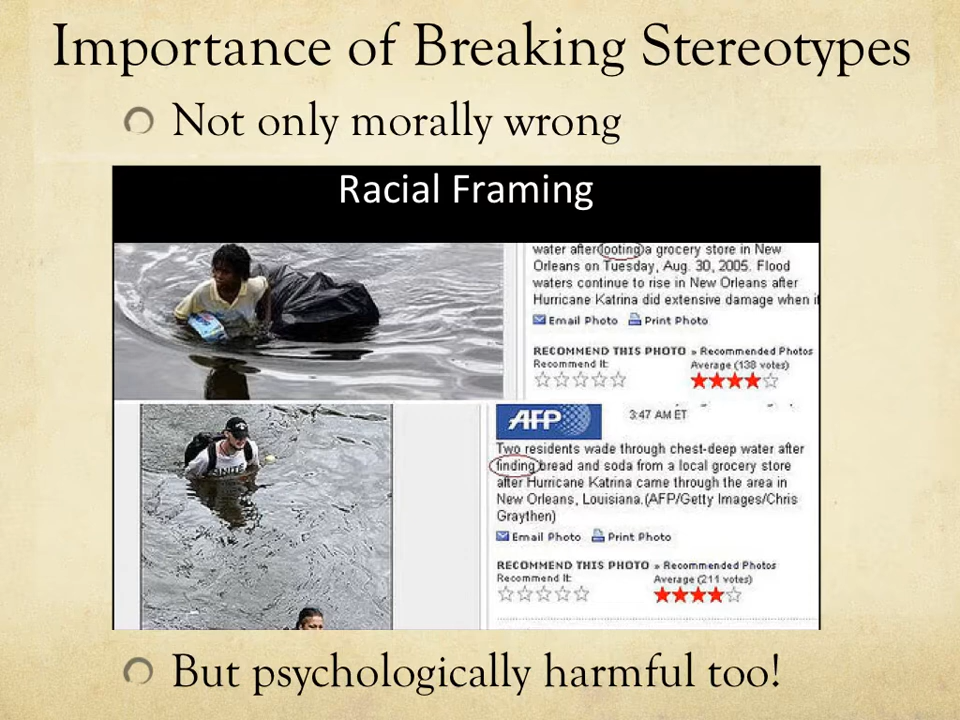 Importance of Breaking Stereotypes
Not only morally wrong
Racial Framing
water after looting a grocery store in New
Orleans on Tuesday, Aug. 30, 2005. Flood
waters continue to rise in New Orleans after
Hurricane Katrina did extensive damage when it
Email Photo Print Photo
RECOMMEND THIS PHOTO » Recommended Photos
Recommend It: Average (138 votes)
AFP 3:47 AM ET
Two residents wade through chest-deep water after
finding bread and soda from a local grocery store
after Hurricane Katrina came through the area in
New Orleans, Louisiana.(AFP/Getty Images/Chris
Graythen)
Email Photo Print Photo
RECOMMEND THIS PHOTO » Recommended Photos
Recommend It: Average (211 votes)
But psychologically harmful too!